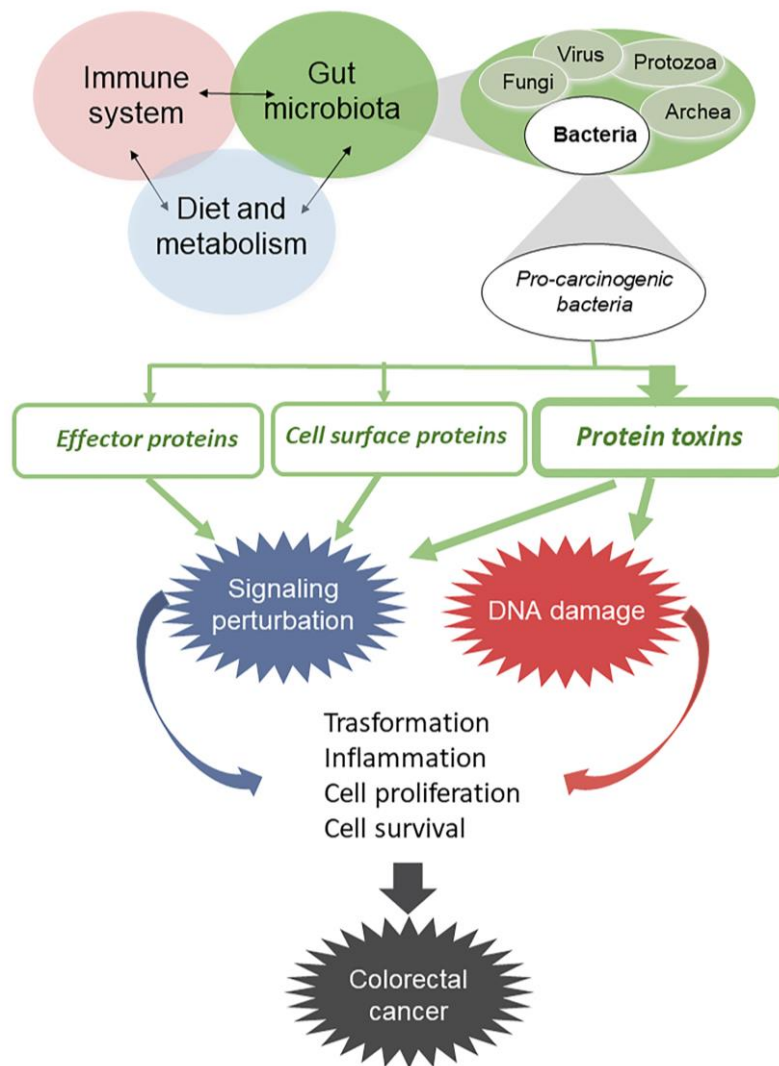 Immune
system
Gut
microbiota
Diet and
metabolism
Virus
Protozoa
Fungi
Archea
Bacteria
Pro-carcinogenic
bacteria
Effector proteins
Cell surface proteins
Protein toxins
Signaling
perturbation
DNA damage
Trasformation
Inflammation
Cell proliferation
Cell survival
Colorectal
cancer